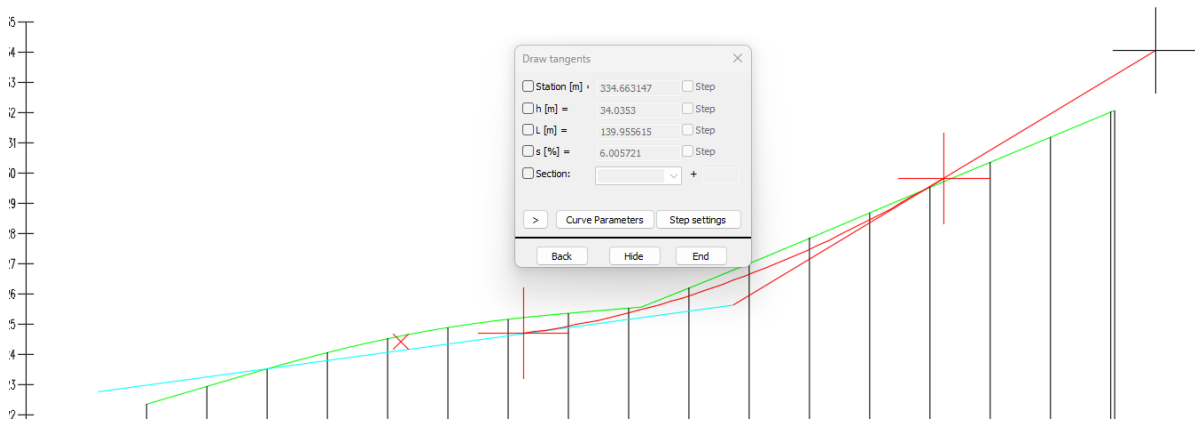 Draw tangents
Station [m] 334.663147 Step
h [m] = 34.0353 Step
L [m] = 139.955615 Step
s [%] = 6.005721 Step
Section: +
> Curve Parameters Step settings
Back Hide End